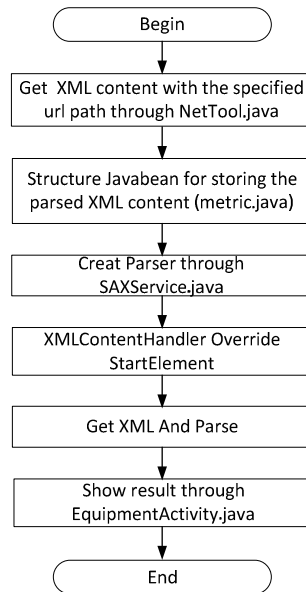 Begin
Get XML content with the specified
url path through NetTool.java
Structure Javabean for storing the
parsed XML content (metric.java)
Creat Parser through
SAXService.java
XMLContentHandler Override
StartElement
Get XML And Parse
Show result through
EquipmentActivity.java
End